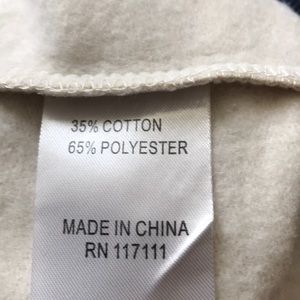 35% COTTON
65% POLYESTER
MADE IN CHINA
RN 117111